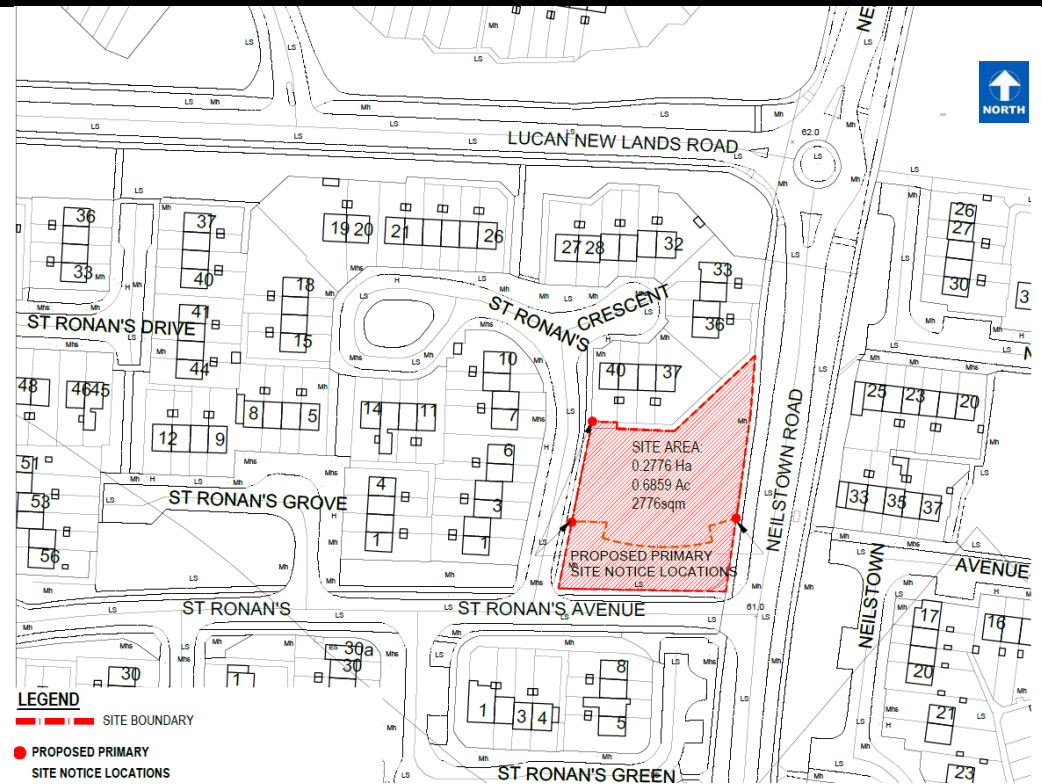 NORTH
LUCAN NEW LANDS ROAD
62.0
36
33
37
40
41
44
19 20
21
26
27 28
32
33
36
18
15
ST RONAN'S DRIVE
ST RONAN'S
CRESCENT
26
27
30
48
46 45
12
9
8
5
14
11
10
7
40
37
6
3
1
4
1
25
23
20
33
35
37
51
53
56
ST RONAN'S GROVE
SITE AREA:
0.2776 Ha
0.6859 Ac
2776sqm
PROPOSED PRIMARY
SITE NOTICE LOCATIONS
NEILSTOWN ROAD
NEILSTOWN
AVENUE
ST RONAN'S
ST RONAN'S AVENUE
61.0
30
1
30a
30
1
3 4
8
5
17
16
20
21
23
ST RONAN'S GREEN
LEGEND
SITE BOUNDARY
PROPOSED PRIMARY
SITE NOTICE LOCATIONS